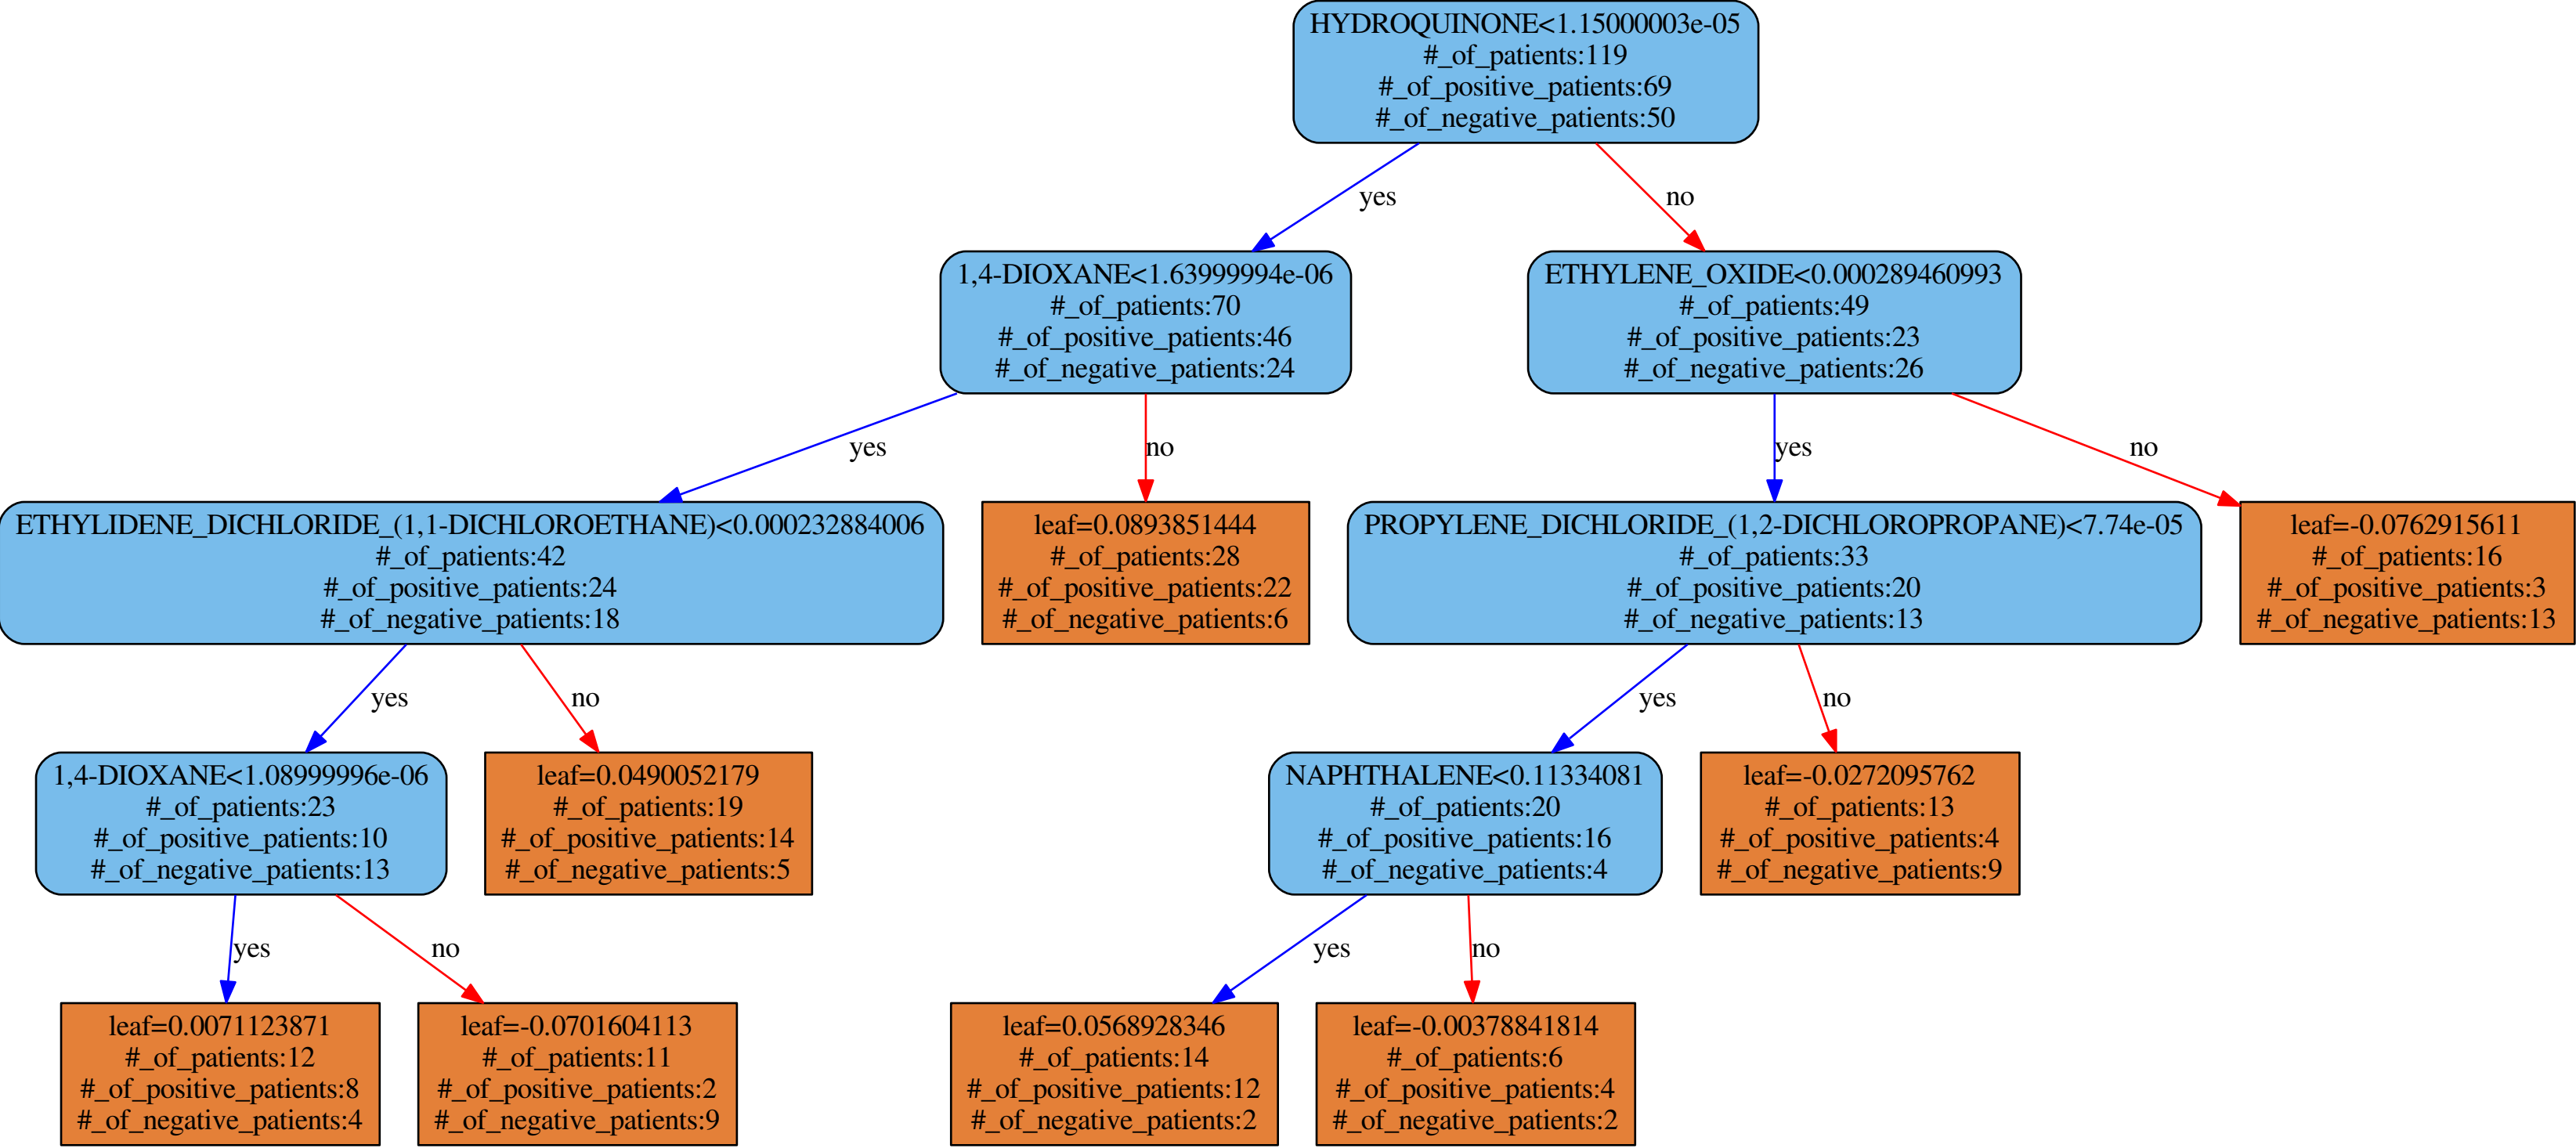 HYDROQUINONE<1.15000003e-05
#_of_patients:119
#_of_positive_patients:69
#_of_negative_patients:50
yes
no
1,4-DIOXANE<1.63999994e-06
#_of_patients:70
#_of_positive_patients:46
#_of_negative_patients:24
ETHYLENE_OXIDE<0.000289460993
#_of_patients:49
#_of_positive_patients:23
#_of_negative_patients:26
yes
no
yes
no
ETHYLIDENE_DICHLORIDE_(1,1-DICHLOROETHANE)<0.000232884006
#_of_patients:42
#_of_positive_patients:24
#_of_negative_patients:18
leaf=0.0893851444
#_of_patients:28
#_of_positive_patients:22
#_of_negative_patients:6
PROPYLENE_DICHLORIDE_(1,2-DICHLOROPROPANE)<7.74e-05
#_of_patients:33
#_of_positive_patients:20
#_of_negative_patients:13
leaf=-0.0762915611
#_of_patients:16
#_of_positive_patients:3
#_of_negative_patients:13
yes
no
yes
no
1,4-DIOXANE<1.08999996e-06
#_of_patients:23
#_of_positive_patients:10
#_of_negative_patients:13
leaf=0.0490052179
#_of_patients:19
#_of_positive_patients:14
#_of_negative_patients:5
NAPHTHALENE<0.11334081
#_of_patients:20
#_of_positive_patients:16
#_of_negative_patients:4
leaf=-0.0272095762
#_of_patients:13
#_of_positive_patients:4
#_of_negative_patients:9
yes
no
yes
no
leaf=0.0071123871
#_of_patients:12
#_of_positive_patients:8
#_of_negative_patients:4
leaf=-0.0701604113
#_of_patients:11
#_of_positive_patients:2
#_of_negative_patients:9
leaf=0.0568928346
#_of_patients:14
#_of_positive_patients:12
#_of_negative_patients:2
leaf=-0.00378841814
#_of_patients:6
#_of_positive_patients:4
#_of_negative_patients:2